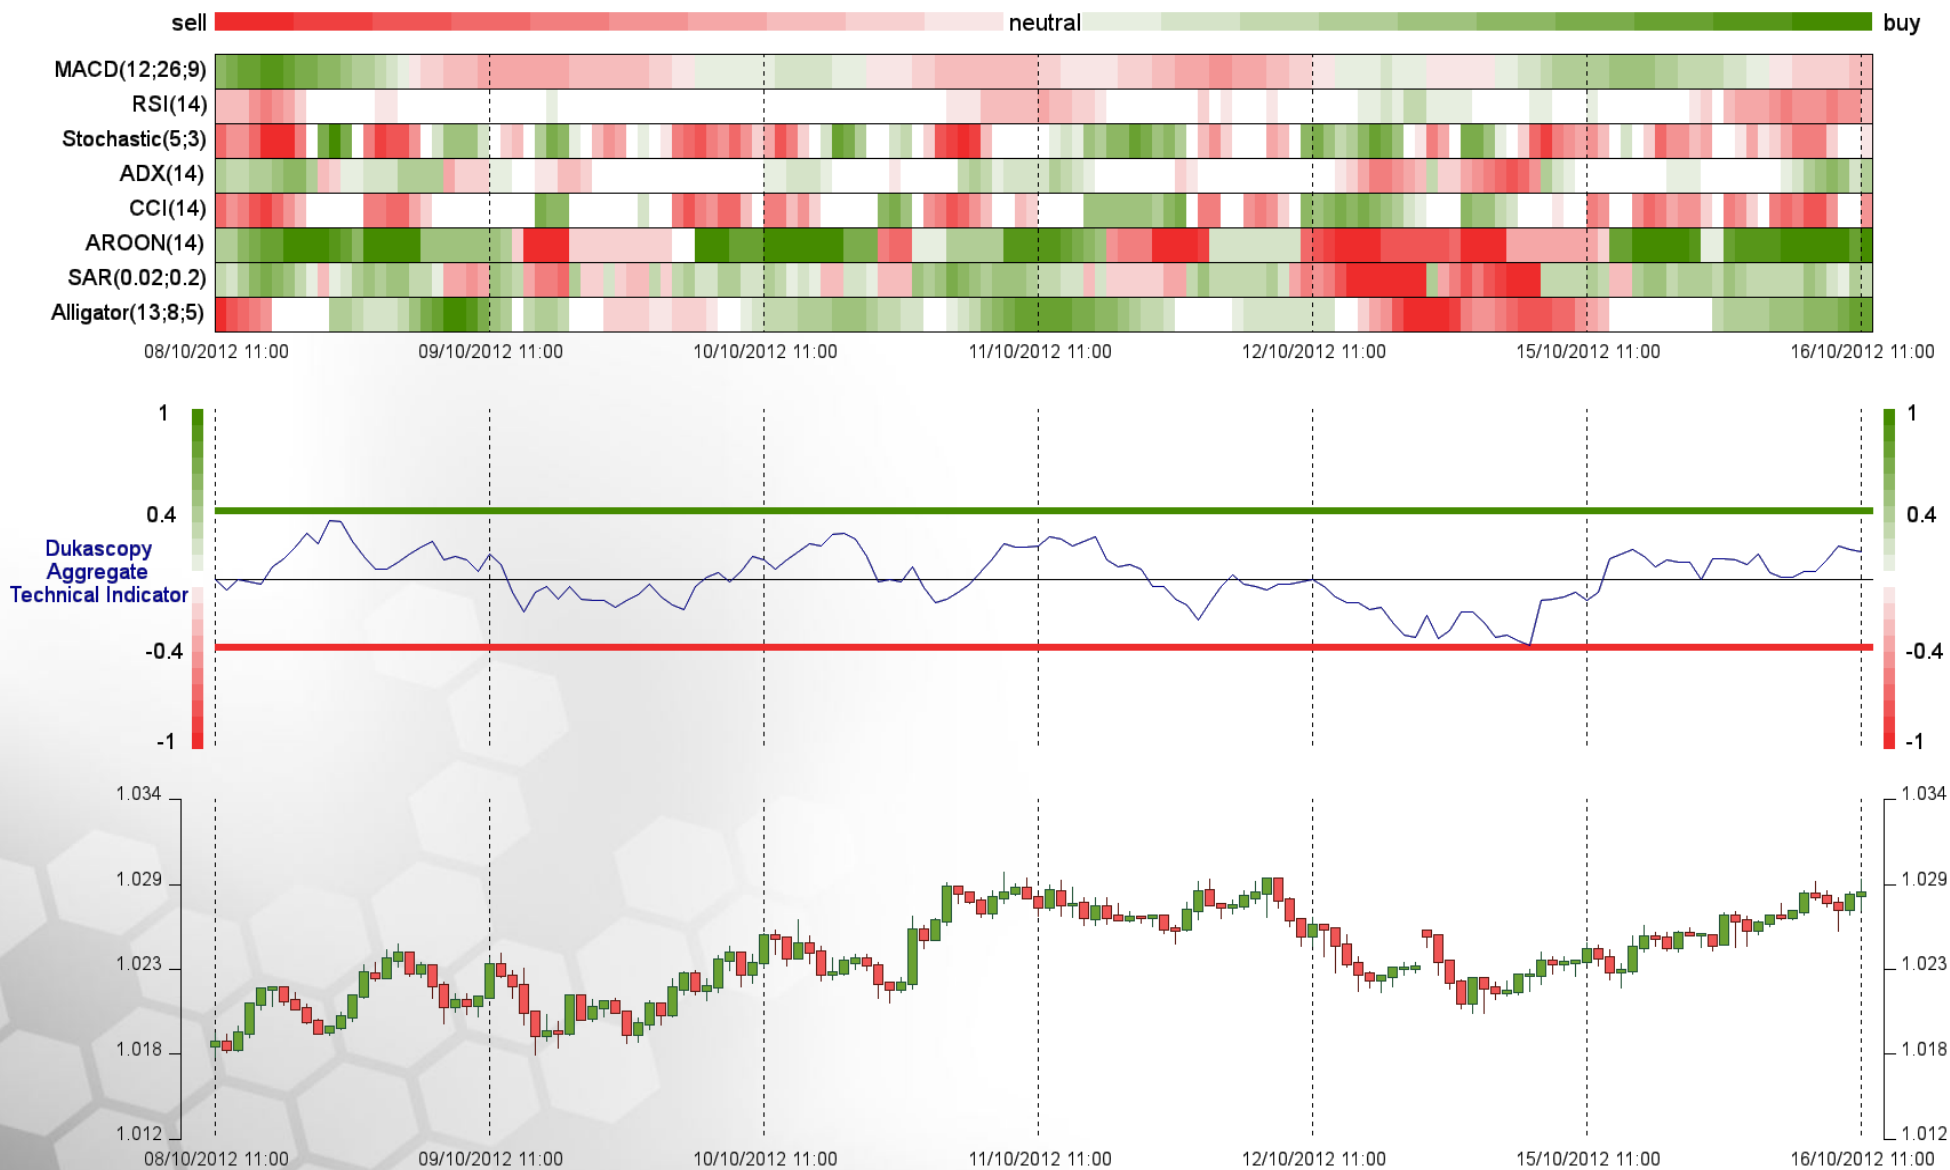 sell neutral buy
MACD(12;26;9)
RSI(14)
Stochastic(5;3)
ADX(14)
CCI(14)
AROON(14)
SAR(0.02;0.2)
Alligator(13;8;5)
08/10/2012 11:00 09/10/2012 11:00 10/10/2012 11:00 11/10/2012 11:00 12/10/2012 11:00 15/10/2012 11:00 16/10/2012 11:00
1 1
0.4 0.4
Dukascopy
Aggregate
Technical Indicator
-0.4 -0.4
-1 -1
1.034 1.034
1.029 1.029
1.023 1.023
1.018 1.018
1.012 1.012
08/10/2012 11:00 09/10/2012 11:00 10/10/2012 11:00 11/10/2012 11:00 12/10/2012 11:00 15/10/2012 11:00 16/10/2012 11:00